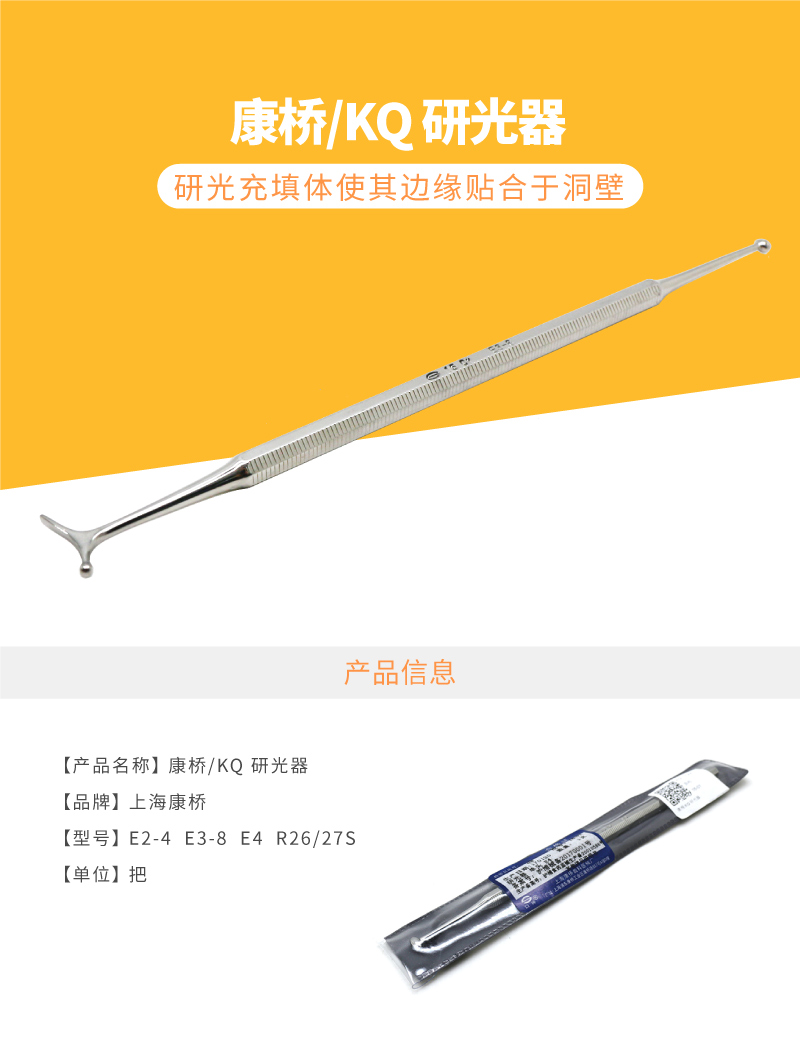 康桥/KQ 研光器
研光充填体使其边缘贴合于洞壁
产品信息
【产品名称】康桥/KQ 研光器
【品牌】上海康桥
【型号】E2-4 E3-8 E4 R26/27S
【单位】把